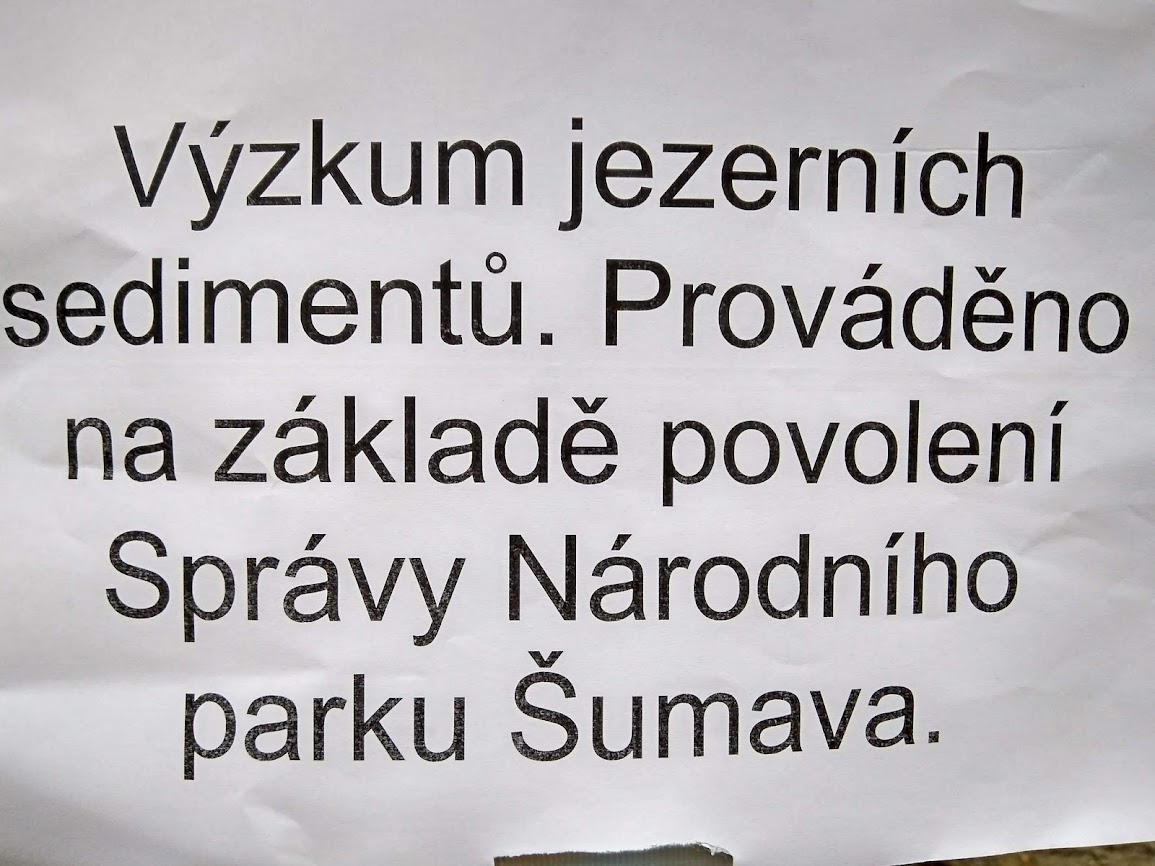 Výzkum jezerních
sedimentů. Prováděno
na základě povolení
Správy Národního
parku Šumava.